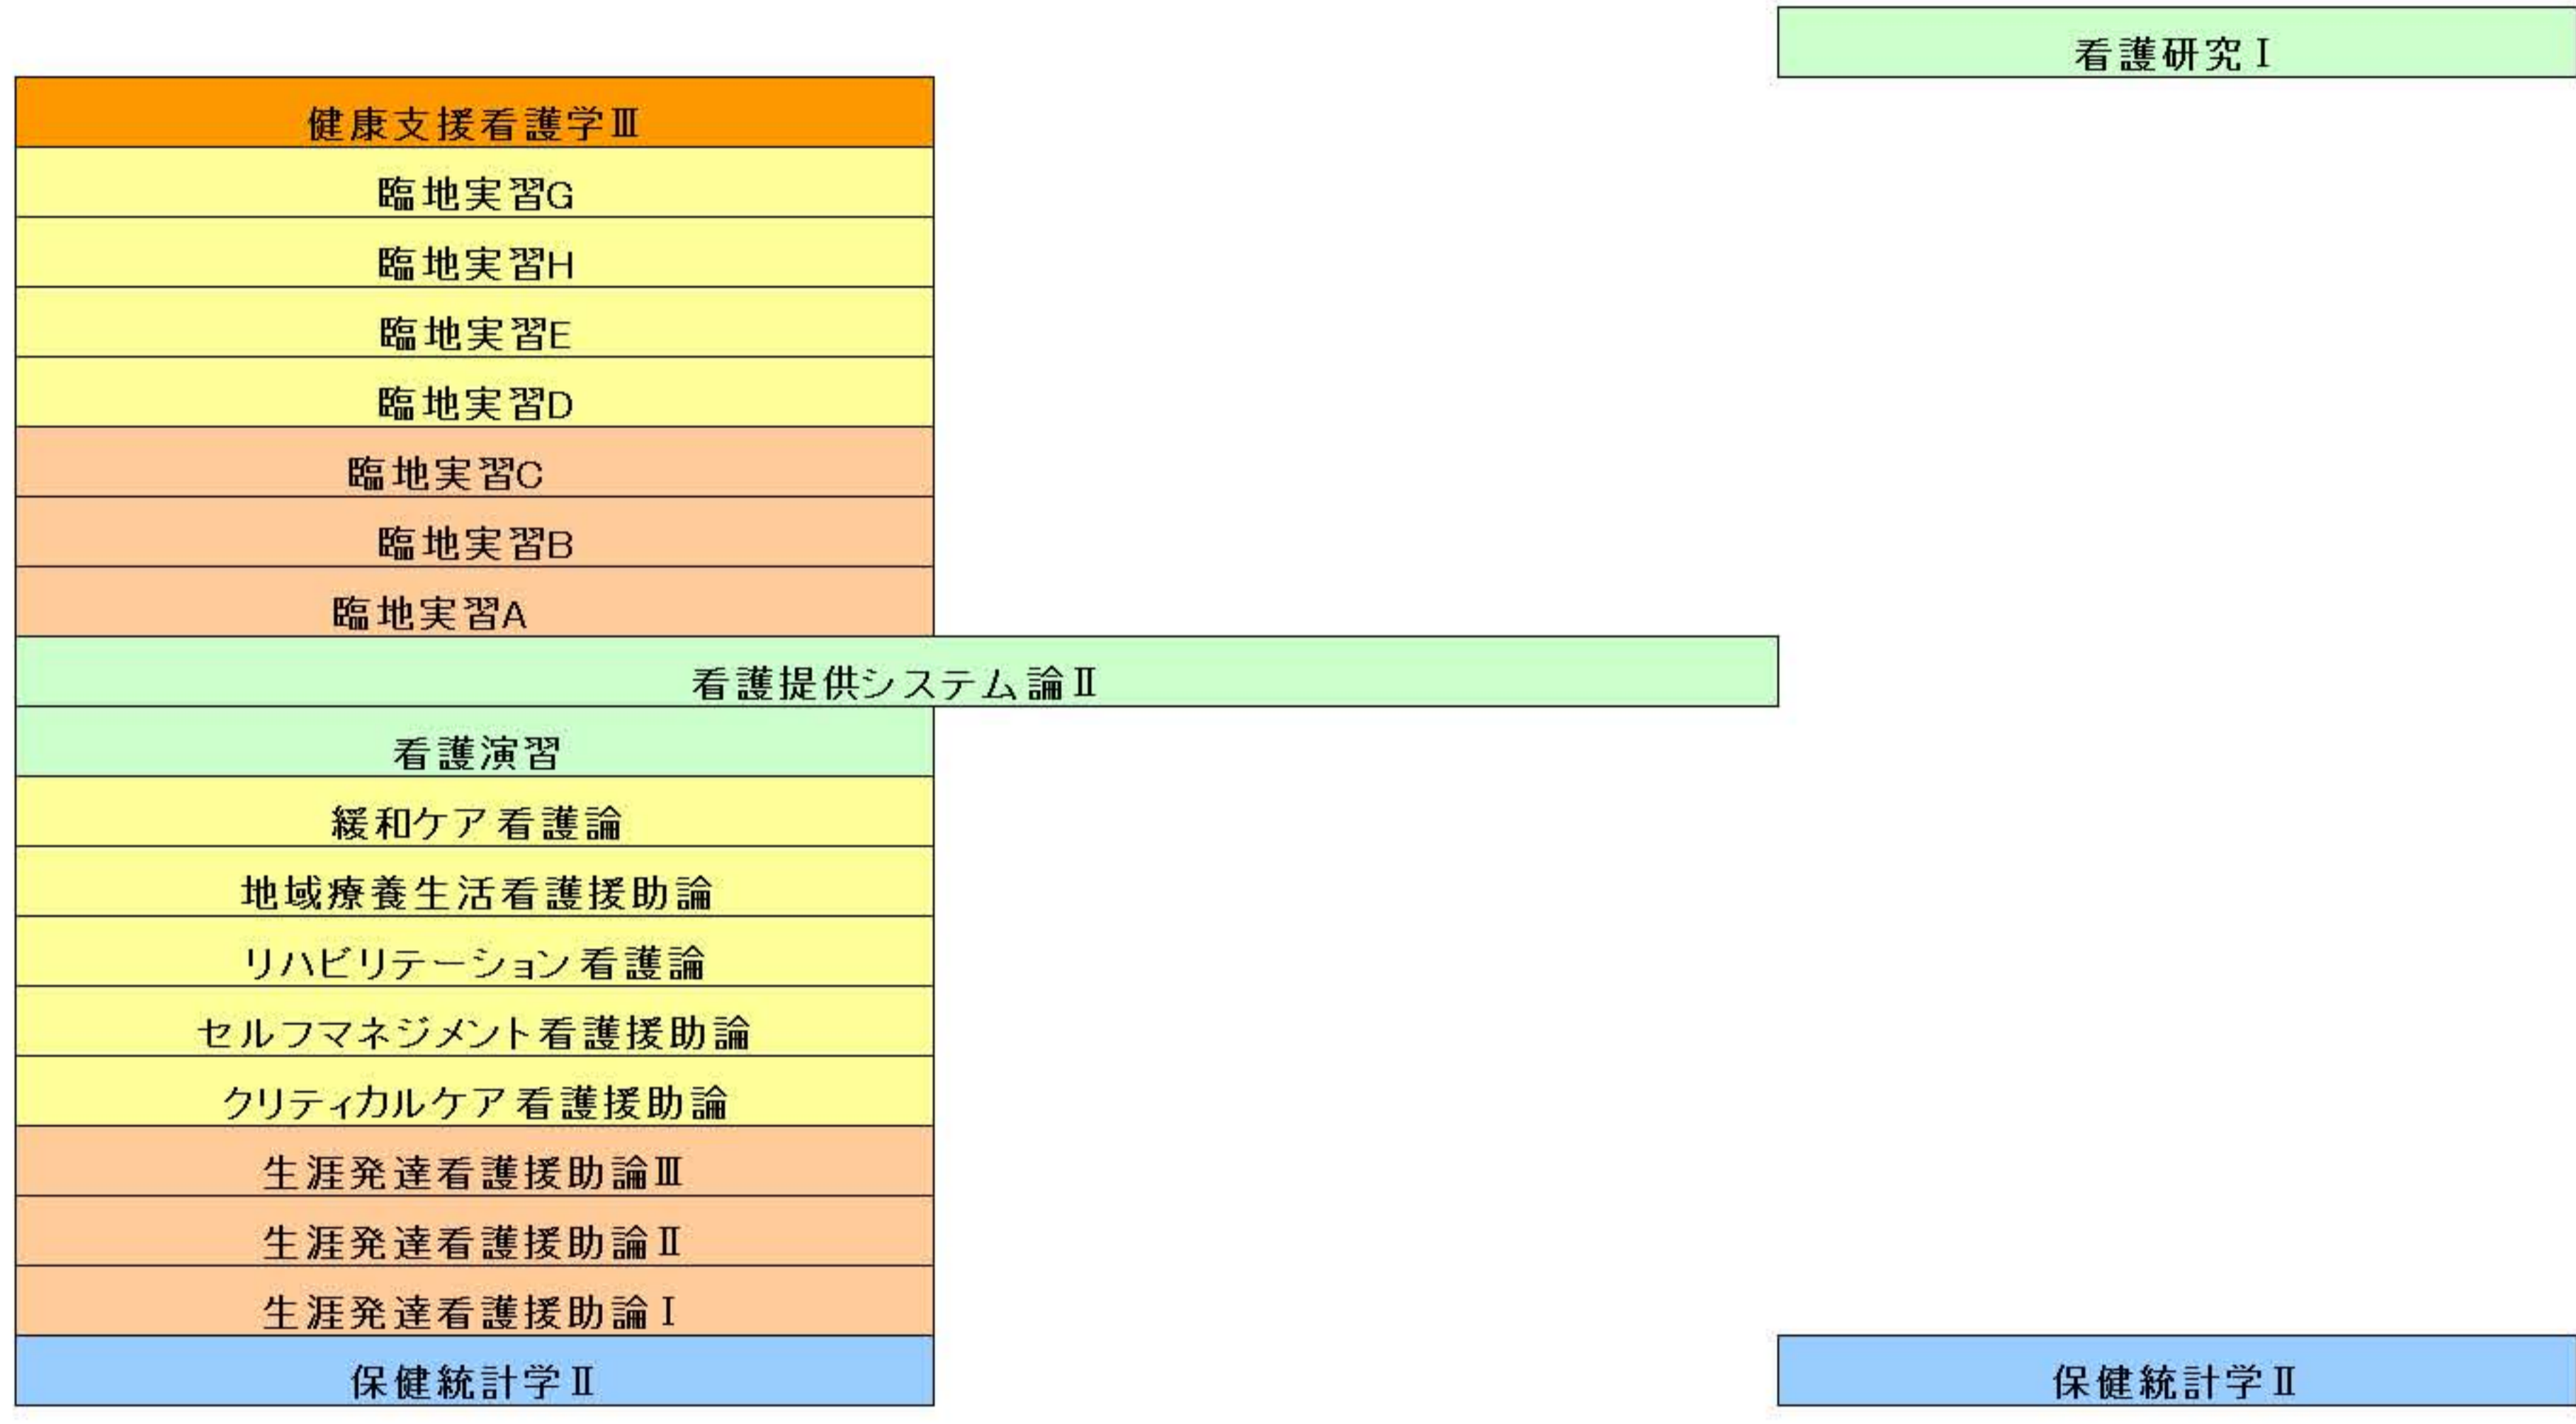 看護研究Ⅰ
健康支援看護学Ⅲ
臨地実習G
臨地実習H
臨地実習E
臨地実習D
臨地実習C
臨地実習B
臨地実習A
看護提供システム論Ⅱ
看護演習
緩和ケア看護論
地域療養生活看護援助論
リハビリテーション看護論
セルフマネジメント看護援助論
クリティカルケア看護援助論
生涯発達看護援助論Ⅲ
生涯発達看護援助論Ⅱ
生涯発達看護援助論Ⅰ
保健統計学Ⅱ
保健統計学Ⅱ